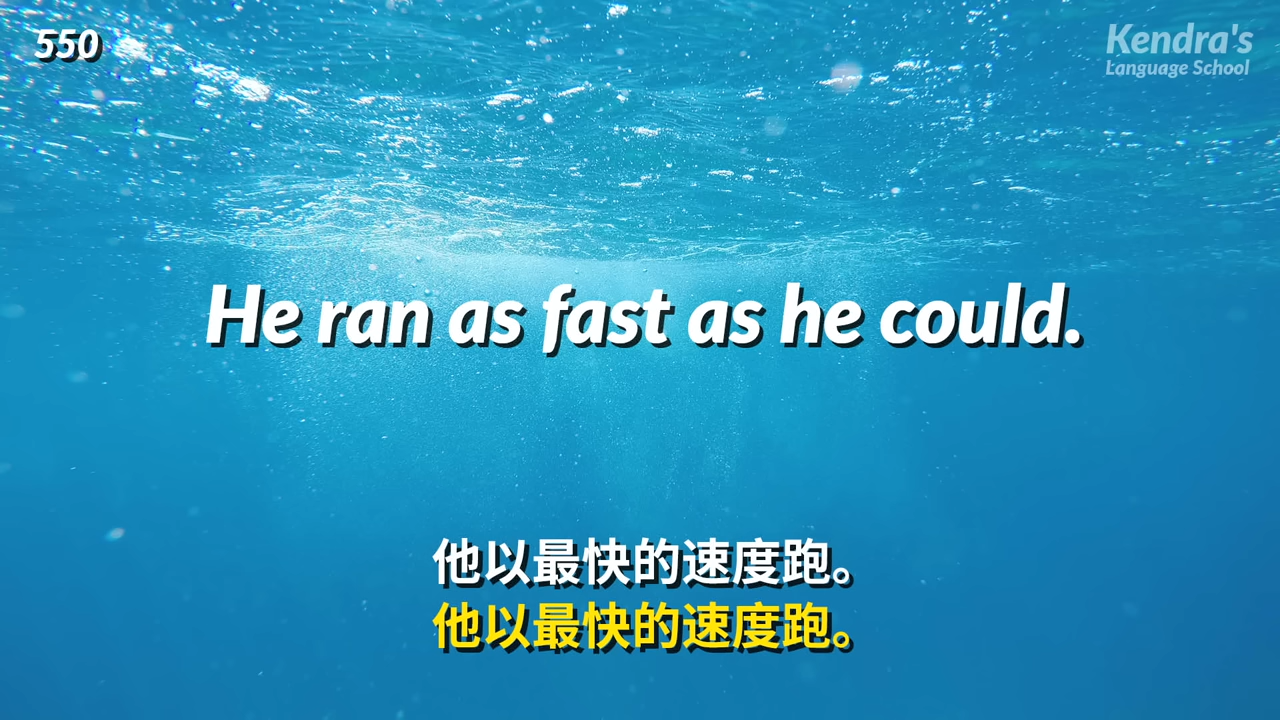 550
Kendra's
Language School
He ran as fast as he could.
他以最快的速度跑。
他以最快的速度跑。